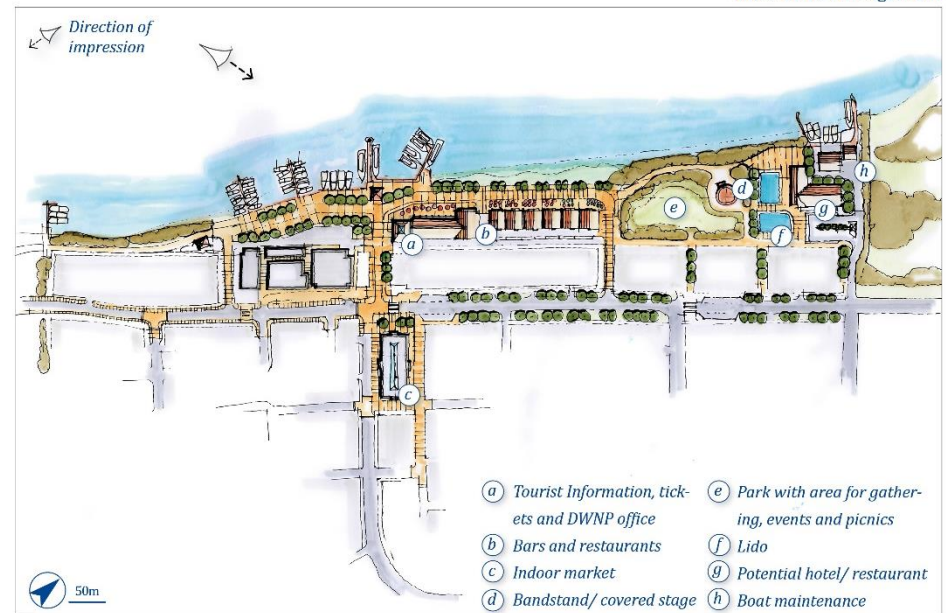 Direction of
impression
a
b
c
d
e
f
g
h
a Tourist Information, tick-
ets and DWNP office
b Bars and restaurants
c Indoor market
d Bandstand/ covered stage
e Park with area for gather-
ing, events and picnics
f Lido
g Potential hotel/ restaurant
h Boat maintenance
50m